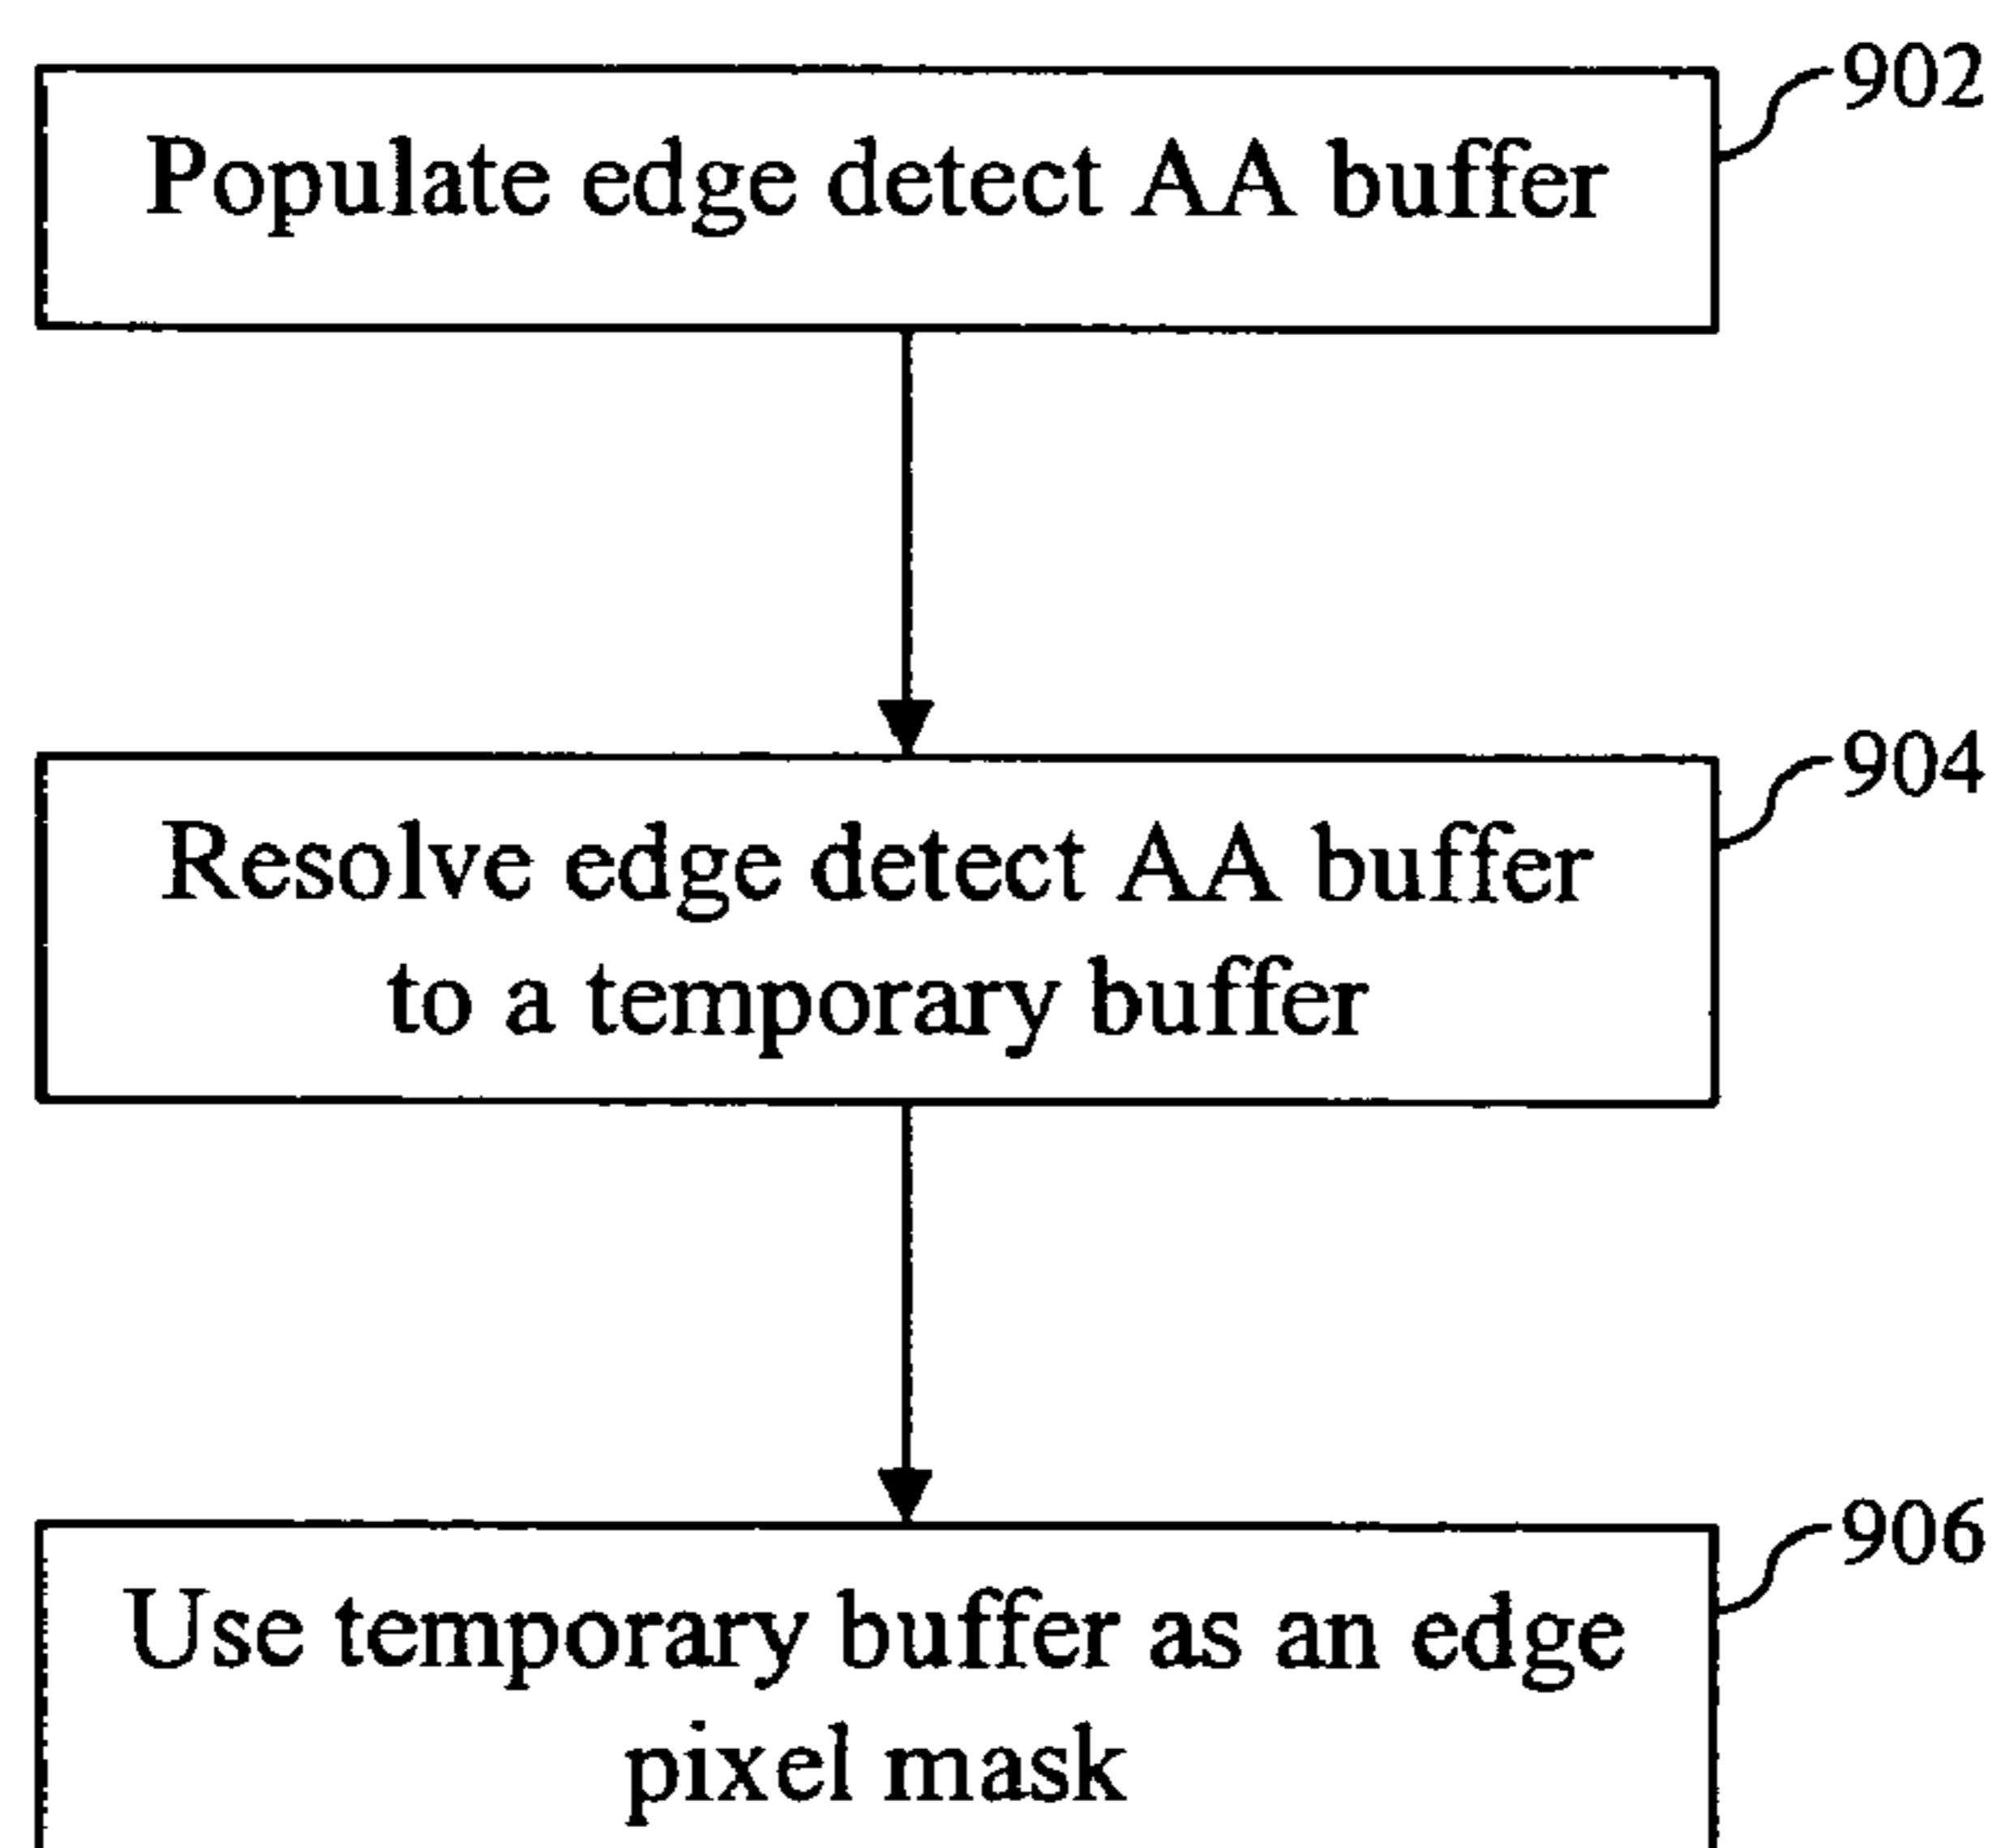 902
Populate edge detect AA buffer
904
Resolve edge detect AA buffer
to a temporary buffer
906
Use temporary buffer as an edge
pixel mask